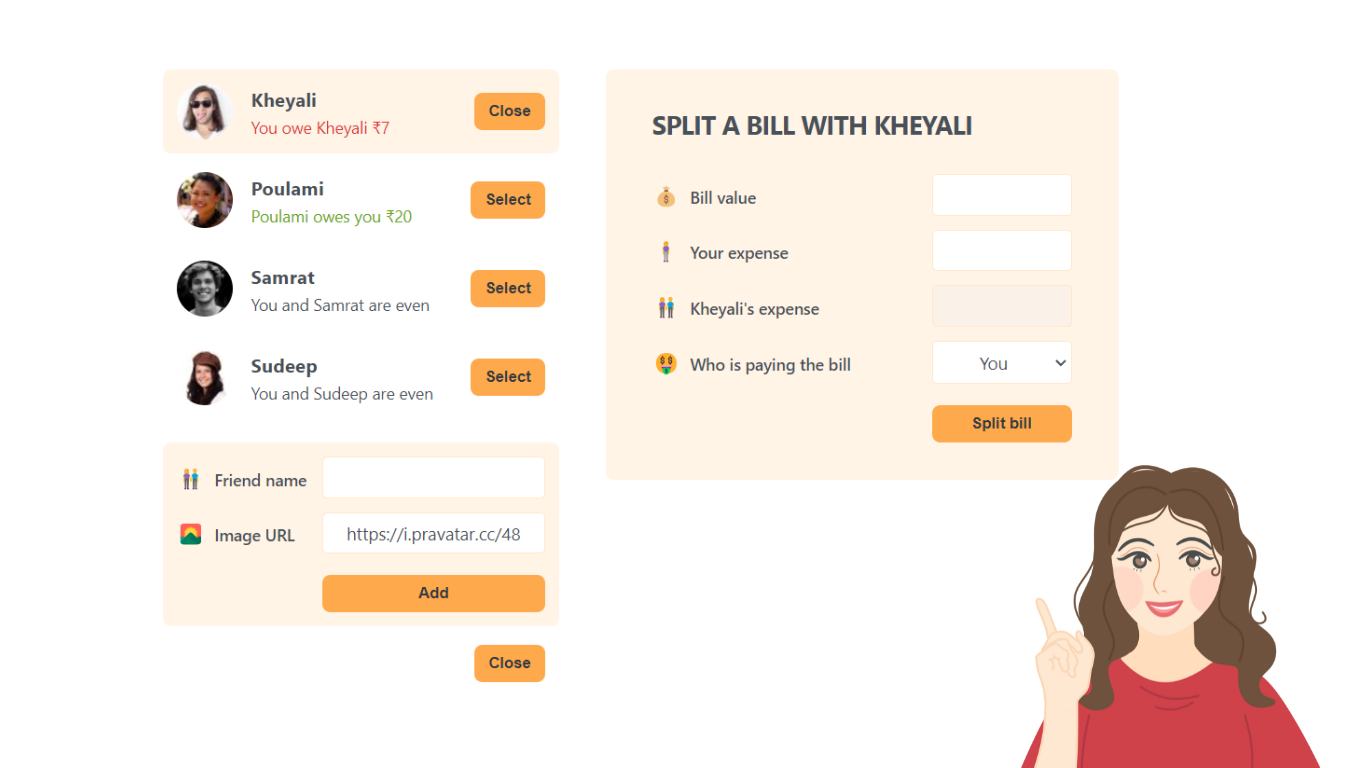 Kheyali
You owe Kheyali ₹7
Close
Poulami
Poulami owes you ₹20
Select
Samrat
You and Samrat are even
Select
Sudeep
You and Sudeep are even
Select
Friend name
Image URL
https://i.pravatar.cc/48
Add
Close
SPLIT A BILL WITH KHEYALI
Bill value
Your expense
Kheyali's expense
Who is paying the bill
You
Split bill